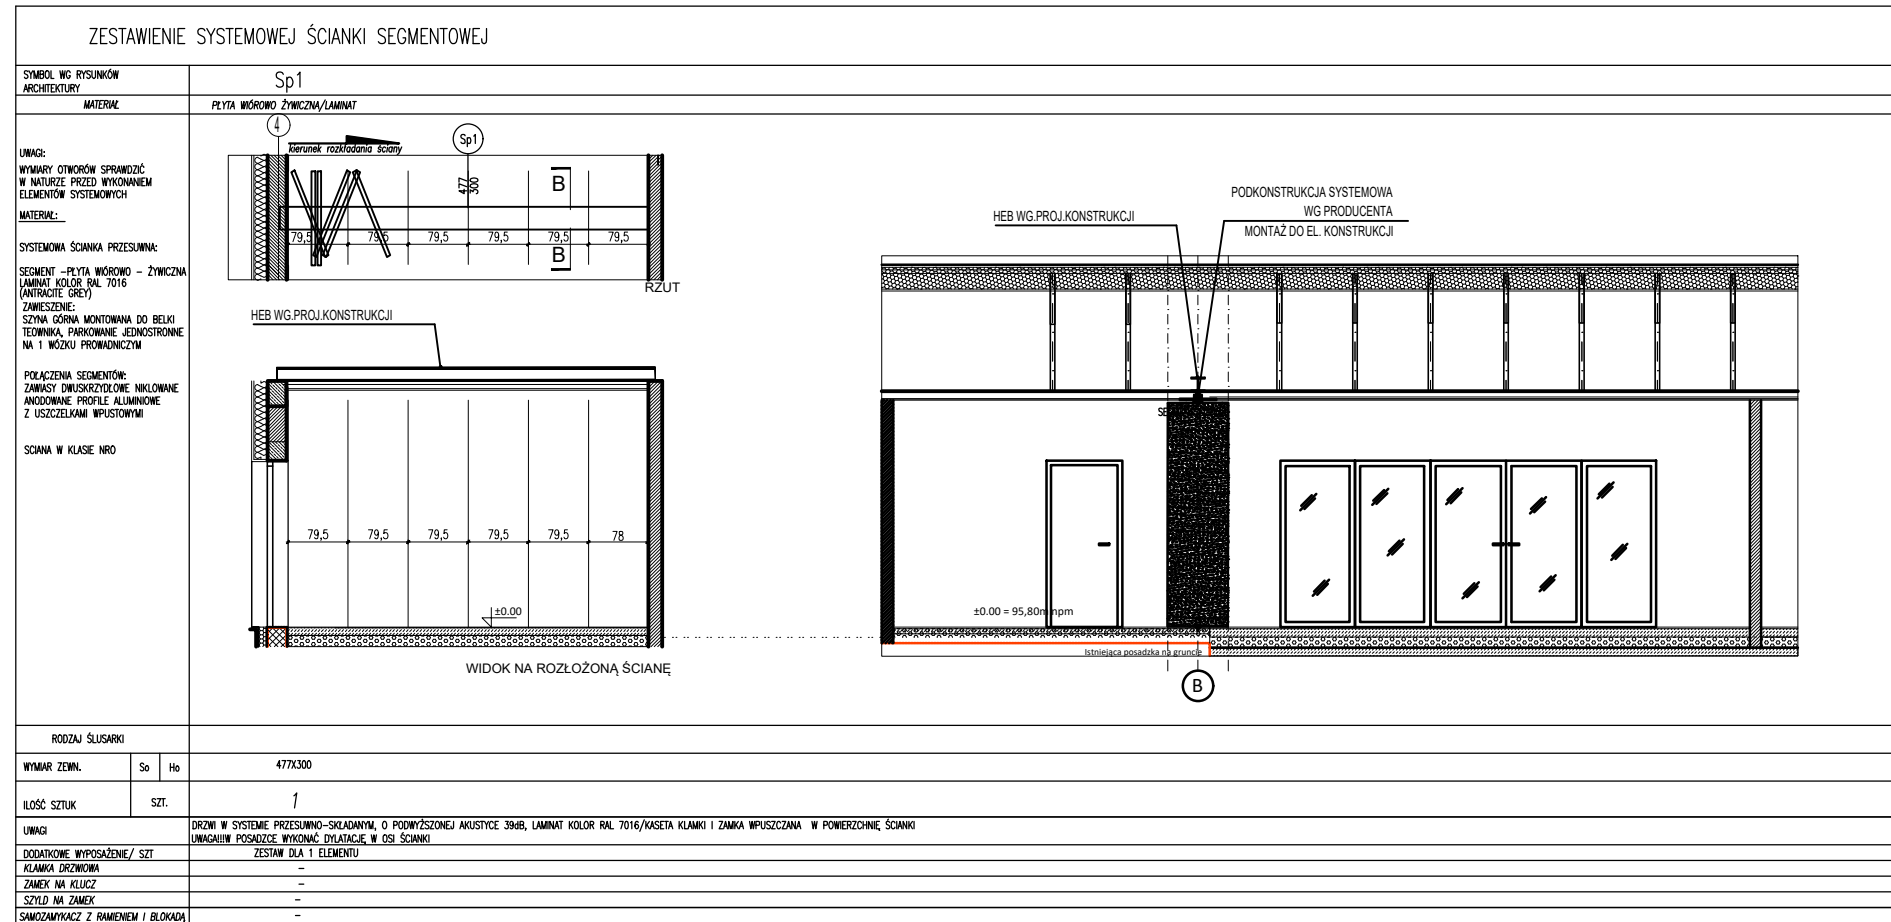 ZESTAWIENIE SYSTEMOWEJ ŚCIANKI SEGMENTOWEJ
SYMBOL WG RYSUNKÓW
ARCHITEKTURY
Sp1
MATERIAŁ
PŁYTA WIÓROWO ŻYWICZNA/LAMINAT
UWAGI:
WYMIARY OTWORÓW SPRAWDZIĆ
W NATURZE PRZED WYKONANIEM
ELEMENTÓW SYSTEMOWYCH
MATERIAŁ:
SYSTEMOWA ŚCIANKA PRZESUWNA:
SEGMENT -PŁYTA WIÓROWO - ŻYWICZNA
LAMINAT KOLOR RAL 7016
(ANTRACITE GREY)
ZAWIESZENIE:
SZYNA GÓRNA MONTOWANA DO BELKI
TEOWNIKA, PARKOWANIE JEDNOSTRONNE
NA 1 WÓZKU PROWADNICZYM
POŁĄCZENIA SEGMENTÓW:
ZAWIASY DWUSKRZYDŁOWE NIKLOWANE
ANODOWANE PROFILE ALUMINIOWE
Z USZCZELKAMI WPUSTOWYMI
SCIANA W KLASIE NRO
4
kierunek rozkładania ściany
Sp1
477
300
B
79,5 79,5 79,5 79,5 79,5 79,5
B
RZUT
HEB WG.PROJ.KONSTRUKCJI
79,5 79,5 79,5 79,5 79,5 78
±0.00
WIDOK NA ROZŁOŻONĄ ŚCIANĘ
PODKONSTRUKCJA SYSTEMOWA
WG PRODUCENTA
MONTAŻ DO EL. KONSTRUKCJI
HEB WG.PROJ.KONSTRUKCJI
SE
±0.00 = 95,80m npm
Istniejąca posadzka na gruncie
B
RODZAJ ŚLUSARKI
WYMIAR ZEWN. So Ho 477X300
ILOŚĆ SZTUK SZT. 1
UWAGI
DRZWI W SYSTEMIE PRZESUWNO-SKŁADANYM, O PODWYŻSZONEJ AKUSTYCE 39dB, LAMINAT KOLOR RAL 7016/KASETA KLAMKI I ZAMKA WPUSZCZANA W POWIERZCHNIĘ ŚCIANKI
UWAGA!!!W POSADZCE WYKONAĆ DYLATACJĘ W OSI ŚCIANKI
DODATKOWE WYPOSAŻENIE/ SZT ZESTAW DLA 1 ELEMENTU
KLAMKA DRZWIOWA -
ZAMEK NA KLUCZ -
SZYLD NA ZAMEK -
SAMOZAMYKACZ Z RAMIENIEM I BLOKADĄ -